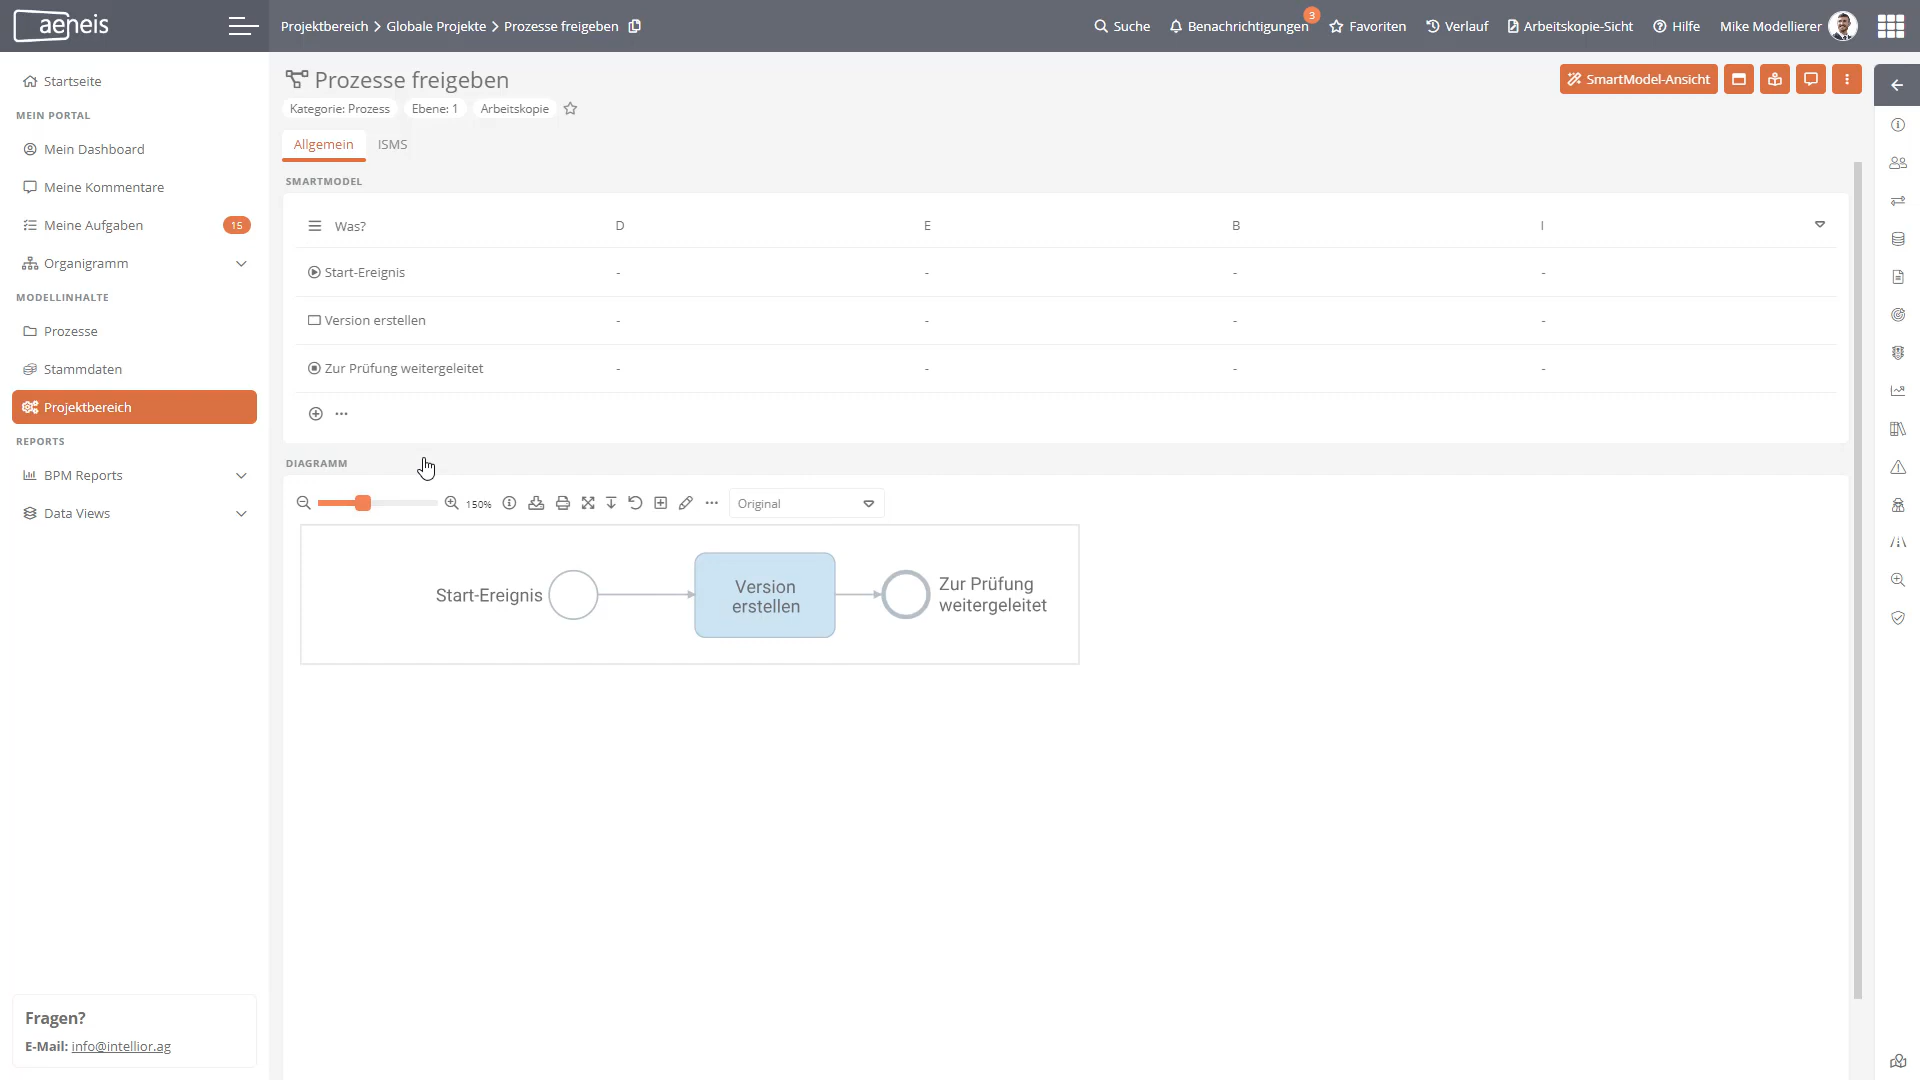 aeneis
Projektbereich > Globale Projekte > Prozesse freigeben
Suche
Benachrichtigungen
3
Favoriten
Verlauf
Arbeitskopie-Sicht
Hilfe
Mike Modellierer
Startseite
MEIN PORTAL
Mein Dashboard
Meine Kommentare
Meine Aufgaben
15
Organigramm
MODELLINHALTE
Prozesse
Stammdaten
Projektbereich
REPORTS
BPM Reports
Data Views
Fragen?
E-Mail: info@intellior.ag
Prozesse freigeben
SmartModel-Ansicht
Kategorie: Prozess
Ebene: 1
Arbeitskopie
Allgemein
ISMS
SMARTMODEL
Was? D E B I
Start-Ereignis - - - -
Version erstellen - - - -
Zur Prüfung weitergeleitet - - - -
DIAGRAMM
150%
Original
Start-Ereignis
Version
erstellen
Zur Prüfung
weitergeleitet